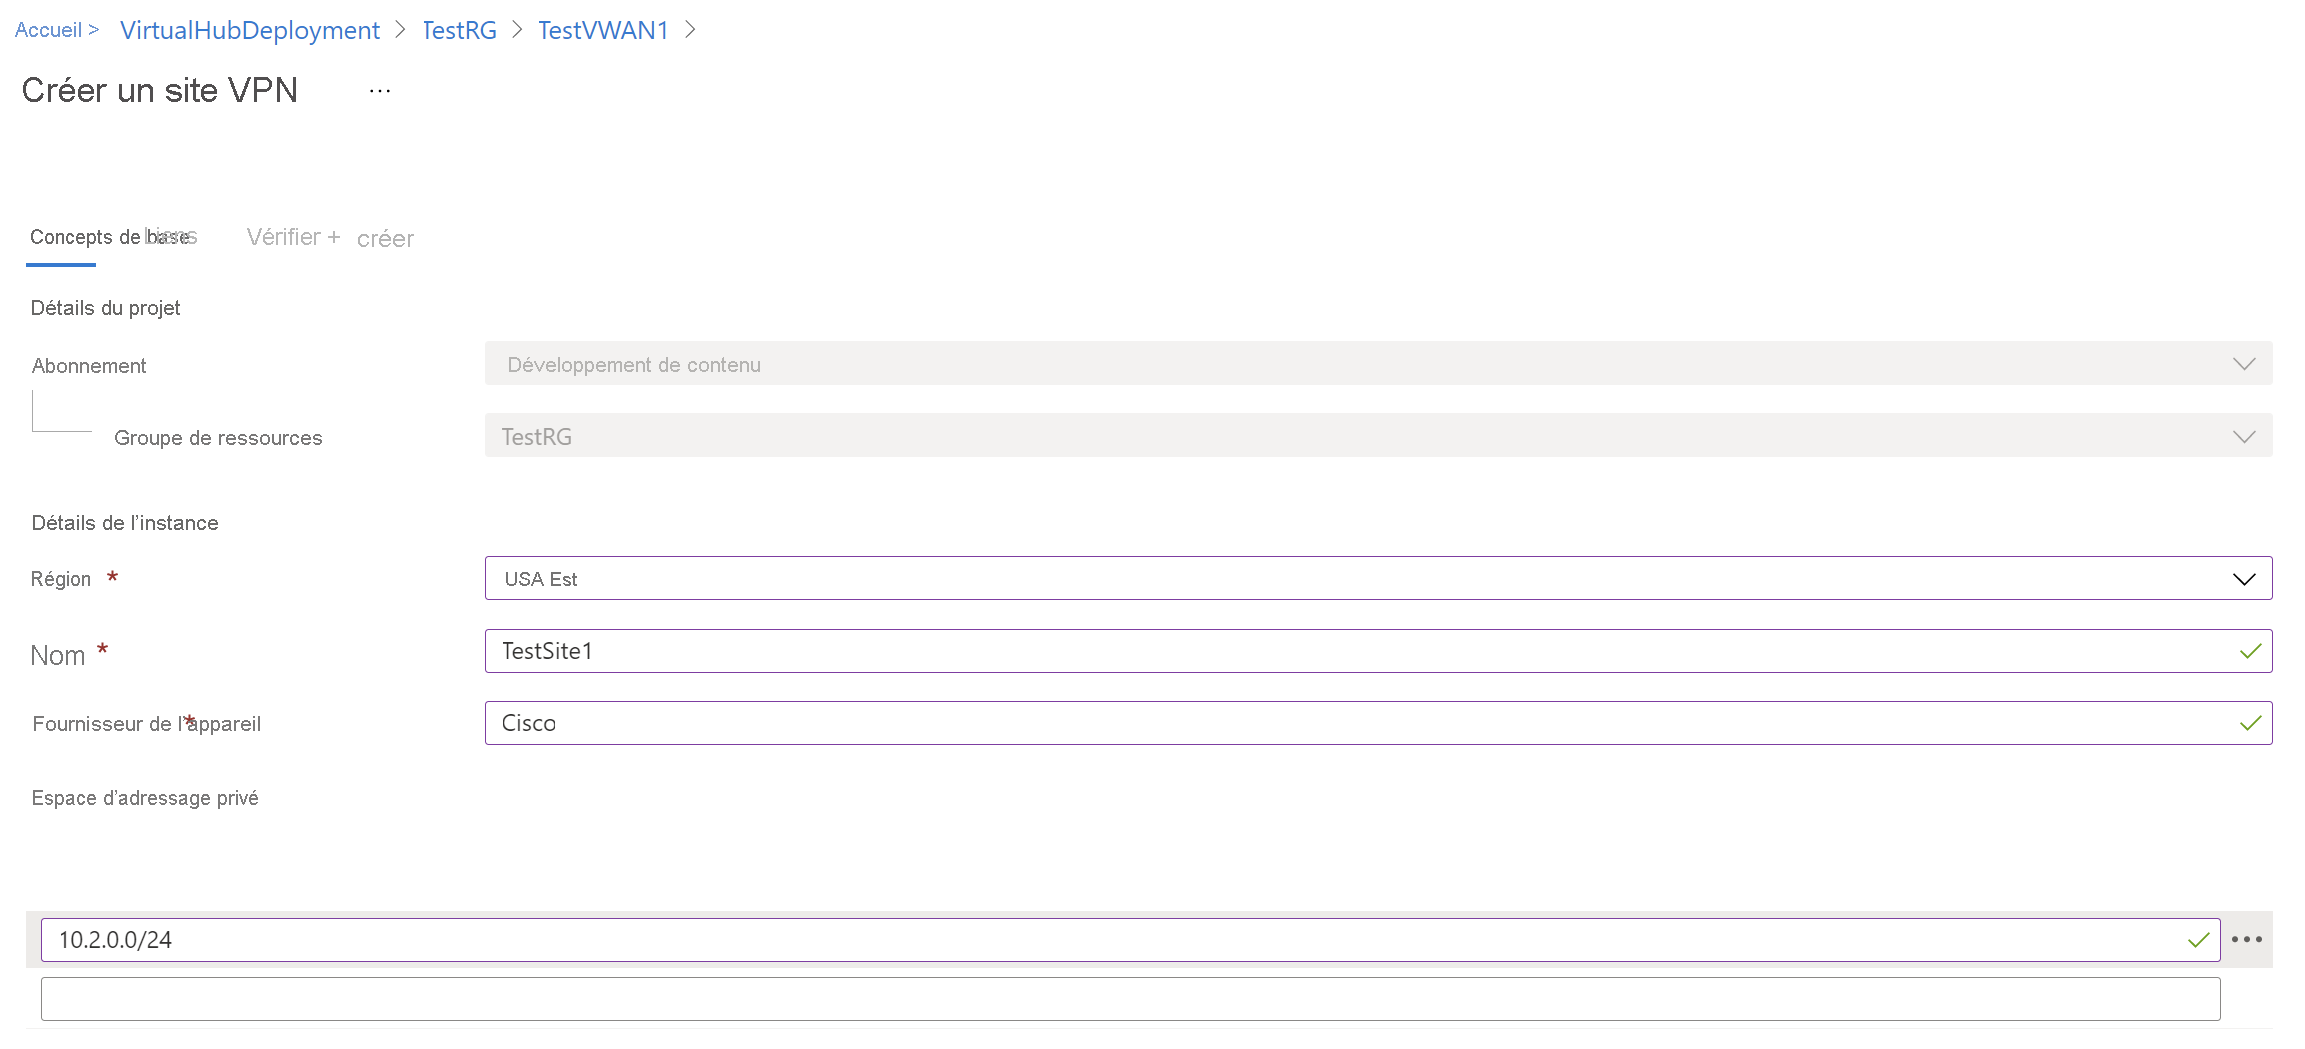 Accueil > VirtualHubDeployment > TestRG > TestVWAN1 >
Créer un site VPN ...
Concepts de base Liens Vérifier + créer
Détails du projet
Abonnement Développement de contenu
Groupe de ressources TestRG
Détails de l’instance
Région * USA Est
Nom * TestSite1
Fournisseur de l’appareil * Cisco
Espace d’adressage privé
10.2.0.0/24